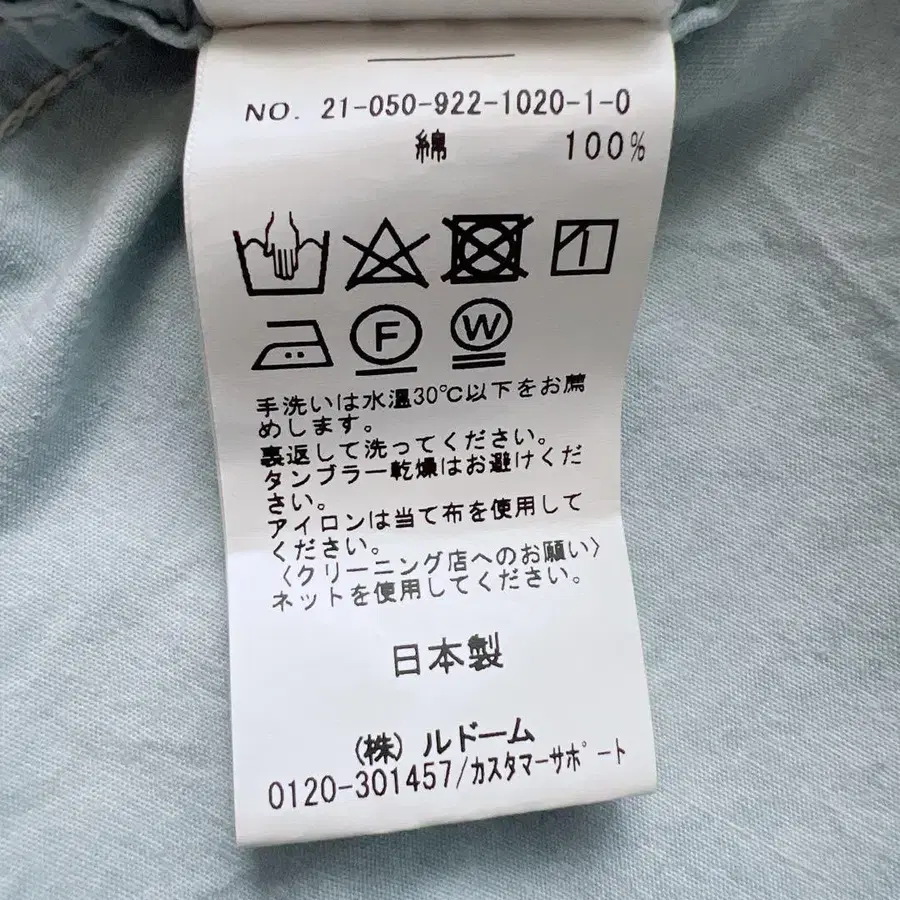 NO. 21-050-922-1020-1-0
綿 100%
F W
手洗いは水温30℃以下をお薦
めします。
裏返して洗ってください。
タンブラー乾燥はお避けくだ
さい。
アイロンは当て布を使用して
ください。
〈クリーニング店へのお願い〉
ネットを使用してください。
日本製
(株)ルドーム
0120-301457/カスタマーサポート